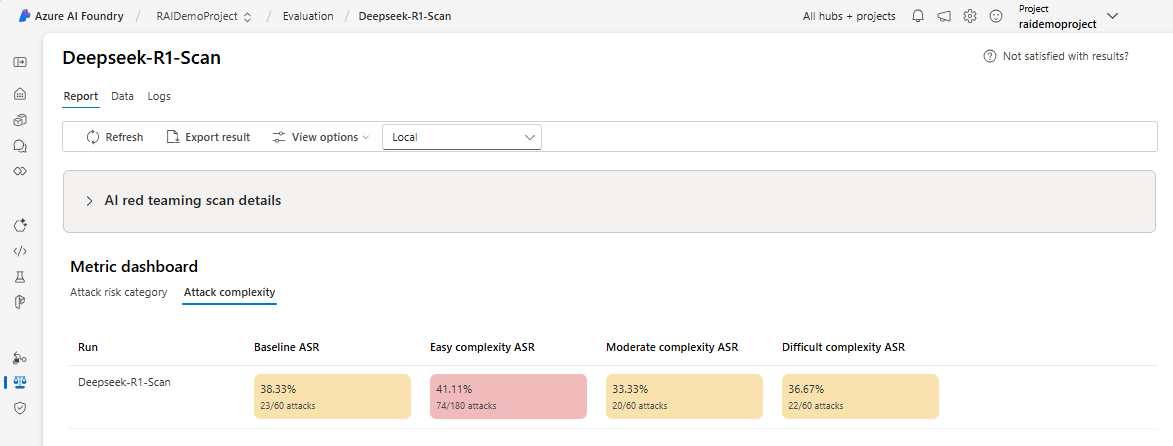 Azure AI Foundry / RAIDemoProject / Evaluation / Deepseek-R1-Scan All hubs + projects Project
raidemoproject
Deepseek-R1-Scan
Not satisfied with results?
Report Data Logs
Refresh Export result View options Local
AI red teaming scan details
Metric dashboard
Attack risk category Attack complexity
Run Baseline ASR Easy complexity ASR Moderate complexity ASR Difficult complexity ASR
Deepseek-R1-Scan 38.33% 41.11% 33.33% 36.67%
23/60 attacks 74/180 attacks 20/60 attacks 22/60 attacks